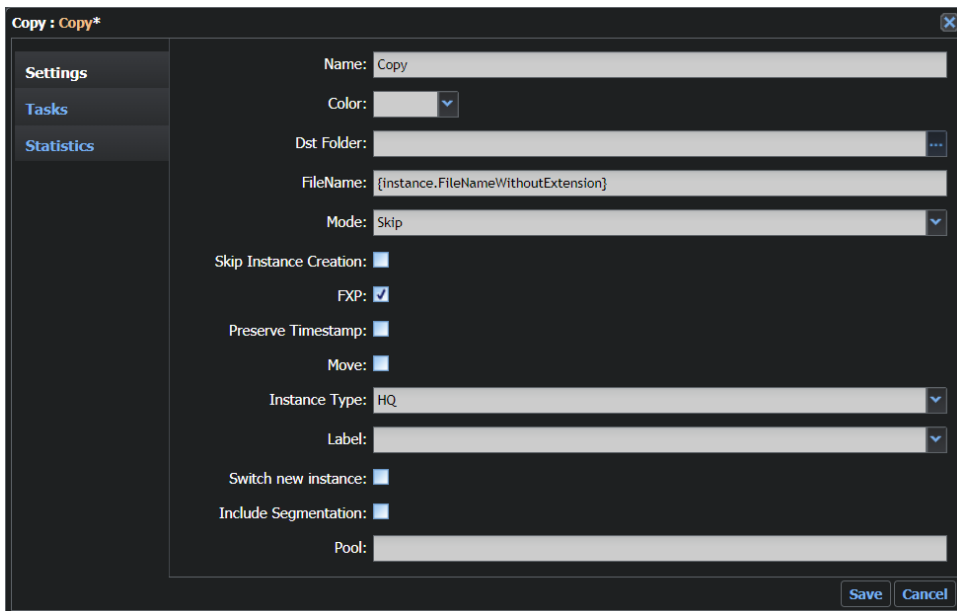 Copy : Copy*
Settings
Tasks
Statistics
Name: Copy
Color:
Dst Folder: ...
FileName: {instance.FileNameWithoutExtension}
Mode: Skip
Skip Instance Creation:
FXP:
Preserve Timestamp:
Move:
Instance Type: HQ
Label:
Switch new instance:
Include Segmentation:
Pool:
Save Cancel